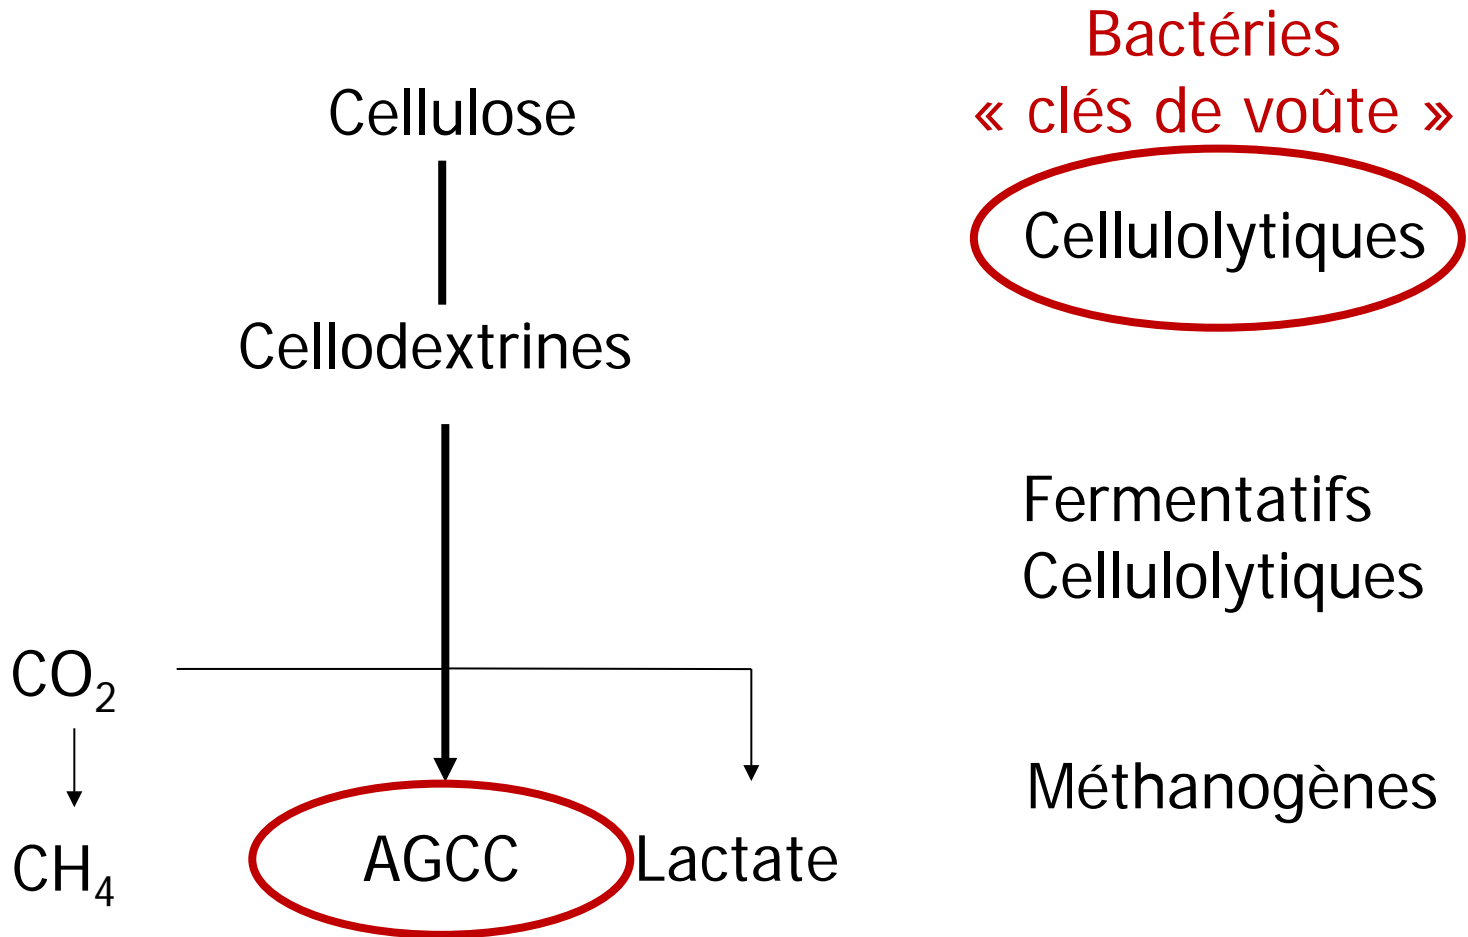 Bactéries
« clés de voûte »
Cellulose
Cellulolytiques
Cellodextrines
Fermentatifs
Cellulolytiques
CO₂
Méthanogènes
CH₄
AGCC
Lactate